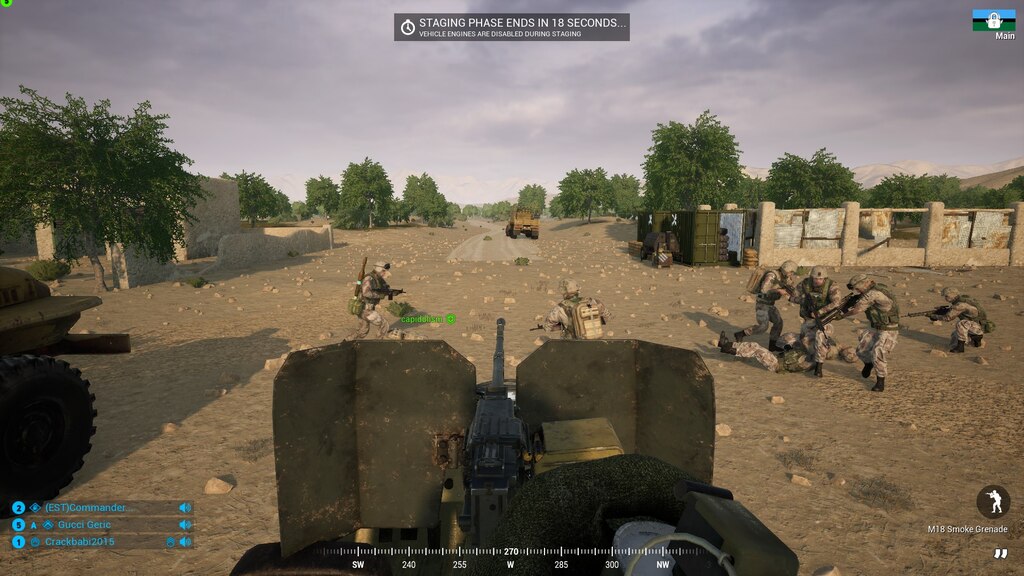 STAGING PHASE ENDS IN 18 SECONDS...
VEHICLE ENGINES ARE DISABLED DURING STAGING
Main
capidolism
2 (EST)Commander...
5 A Gucci Geric
1 Crackbabi2015
M18 Smoke Grenade
270
SW 240 255 W 285 300 NW